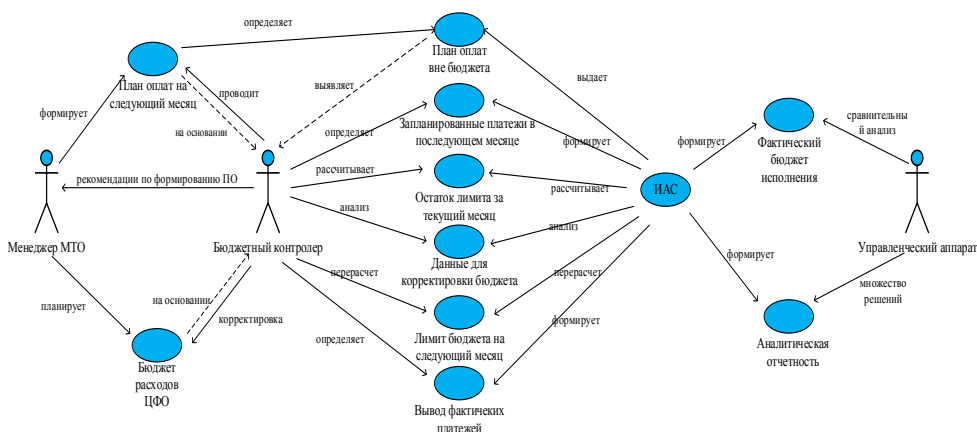 определяет
План оплат
вне бюджета
План оплат на
следующий месяц
выявляет
выдает
формирует
проводит
на основании
определяет
Запланированные платежи в
последующем месяце
формирует
формирует
Фактический
бюджет
исполнения
сравнительны
й анализ
рекомендации по формированию ПО
рассчитывает
Остаток лимита за
текущий месяц
рассчитывает
ИАС
Менеджер МТО
Бюджетный контролер
анализ
анализ
Данные для
корректировки бюджета
Управленческий аппарат
формирует
планирует
на основании
корректировка
перерасчет
перерасчет
Лимит бюджета на
следующий месяц
множество
решений
Аналитическая
отчетность
Бюджет
расходов
ЦФО
определяет
формирует
Вывод фактичеких
платежей